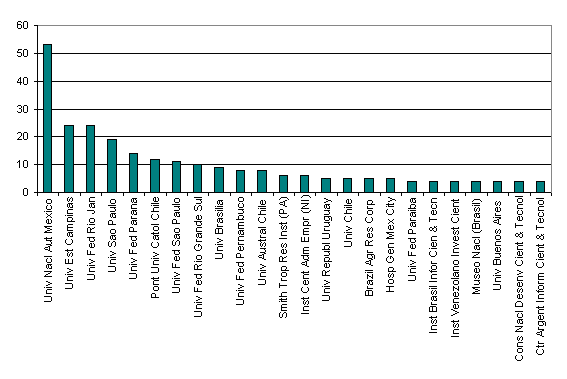 60
50
40
30
20
10
0
Univ Nacl Aut Mexico
Univ Est Campinas
Univ Fed Rio Jan
Univ Sao Paulo
Univ Fed Parana
Pont Univ Catol Chile
Univ Fed Sao Paulo
Univ Fed Rio Grande Sul
Univ Brasilia
Univ Fed Pernambuco
Univ Austral Chile
Smith Trop Res Inst (PA)
Inst Cent Adm Empr (NI)
Univ Republ Uruguay
Univ Chile
Brazil Agr Res Corp
Hosp Gen Mex City
Univ Fed Paraiba
Inst Brasil Infor Cien & Tecn
Inst Venezolano Invest Cient
Museo Nacl (Brasil)
Univ Buenos Aires
Cons Nacl Desenv Cient & Tecnol
Ctr Argent Inform Cient & Tecnol